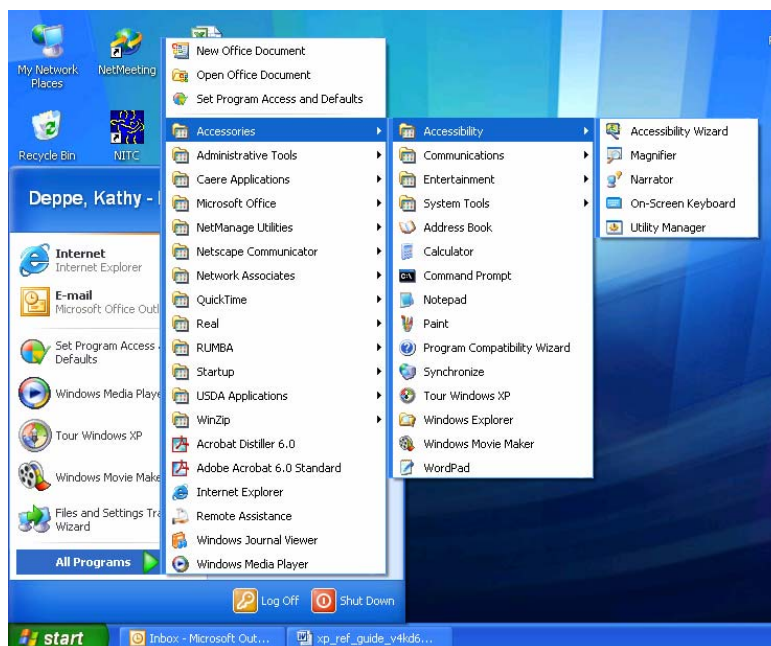 My Network
Places
NetMeeting
Recycle Bin
NITC
New Office Document
Open Office Document
Set Program Access and Defaults
Accessories
Administrative Tools
Caere Applications
Microsoft Office
NetManage Utilities
Netscape Communicator
Network Associates
QuickTime
Real
RUMBA
Startup
USDA Applications
WinZip
Acrobat Distiller 6.0
Adobe Acrobat 6.0 Standard
Internet Explorer
Remote Assistance
Windows Journal Viewer
Windows Media Player
Accessibility
Communications
Entertainment
System Tools
Address Book
Calculator
Command Prompt
Notepad
Paint
Program Compatibility Wizard
Synchronize
Tour Windows XP
Windows Explorer
Windows Movie Maker
WordPad
Accessibility Wizard
Magnifier
Narrator
On-Screen Keyboard
Utility Manager
Deppe, Kathy -
Internet
Internet Explorer
E-mail
Microsoft Office Outl
Set Program Access
Defaults
Windows Media Playe
Tour Windows XP
Windows Movie Make
Files and Settings Tra
Wizard
All Programs
Log Off
Shut Down
start
Inbox - Microsoft Out...
xp_ref_guide_v4kd6...